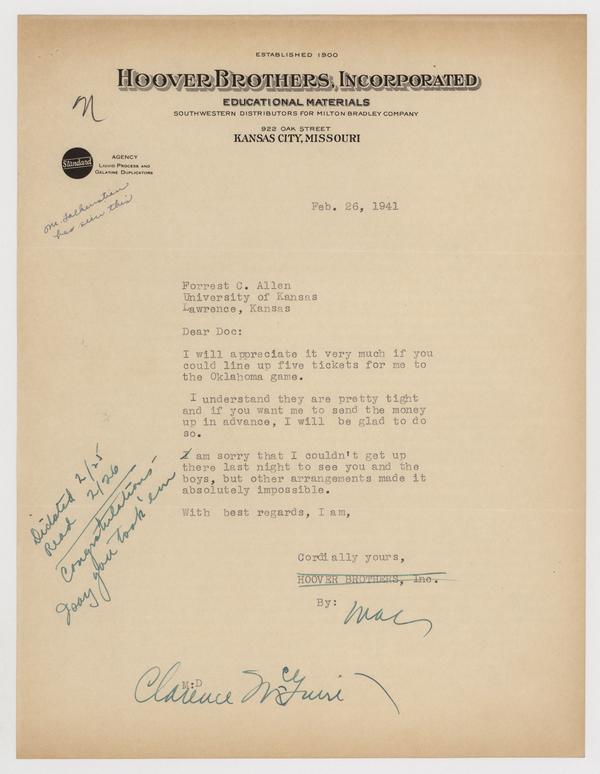 ESTABLISHED 1900
HOOVER BROTHERS, INCORPORATED
EDUCATIONAL MATERIALS
SOUTHWESTERN DISTRIBUTORS FOR MILTON BRADLEY COMPANY
922 OAK STREET
KANSAS CITY, MISSOURI
N
Standard
AGENCY
LIQUID PROCESS AND
GELATINE DUPLICATORS
Mr. Falkenstien
has seen this
Feb. 26, 1941
Forrest C. Allen
University of Kansas
Lawrence, Kansas
Dear Doc:
I will appreciate it very much if you
could line up five tickets for me to
the Oklahoma game.
I understand they are pretty tight
and if you want me to send the money
up in advance, I will be glad to do
so.
I am sorry that I couldn't get up
there last night to see you and the
boys, but other arrangements made it
absolutely impossible.
With best regards, I am,
Dictated 2/25
Read 2/26
Congratulations-
I say you took 'em
Cordially yours,
HOOVER BROTHERS, Inc.
By: Mac
M:D
Clarence McGuire